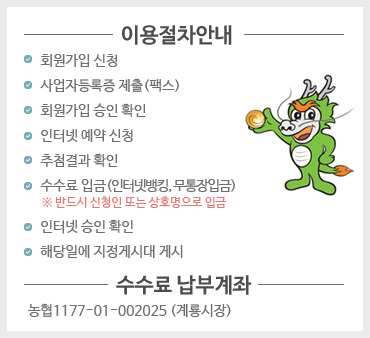 이용절차안내
회원가입 신청
사업자등록증 제출(팩스)
회원가입 승인 확인
인터넷 예약 신청
추첨결과 확인
수수료 입금(인터넷뱅킹,무통장입금)
※ 반드시 신청인 또는 상호명으로 입금
인터넷 승인 확인
해당일에 지정게시대 게시
수수료 납부계좌
농협1177-01-002025 (계룡시장)